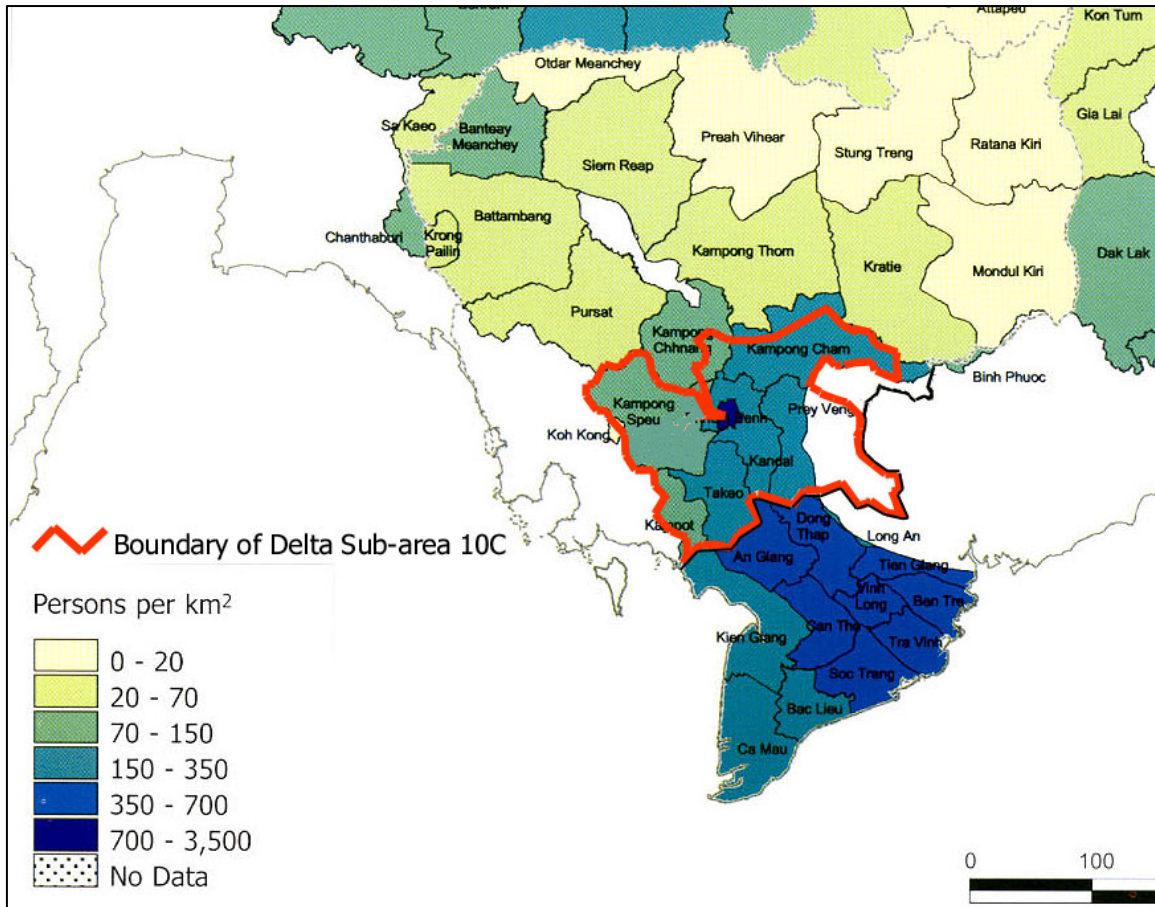 Attapeu
Kon Tum
Otdar Meanchey
Sa Kaeo
Banteay
Meanchey
Siem Reap
Preah Vihear
Stung Treng
Ratana Kiri
Gia Lai
Chanthaburi
Battambang
Krong
Pailin
Kampong Thom
Kratie
Mondul Kiri
Dak Lak
Pursat
Kampong
Chhnang
Kampong Cham
Binh Phuoc
Kampong
Speu
Prey Veng
Koh Kong
Kandal
Takeo
Kampot
Dong
Thap
Long An
An Giang
Tien Giang
Vinh
Long
Ben Tre
Can Tho
Tra Vinh
Kien Giang
Soc Trang
Bac Lieu
Ca Mau
Boundary of Delta Sub-area 10C
Persons per km²
0 - 20
20 - 70
70 - 150
150 - 350
350 - 700
700 - 3,500
No Data
0 100